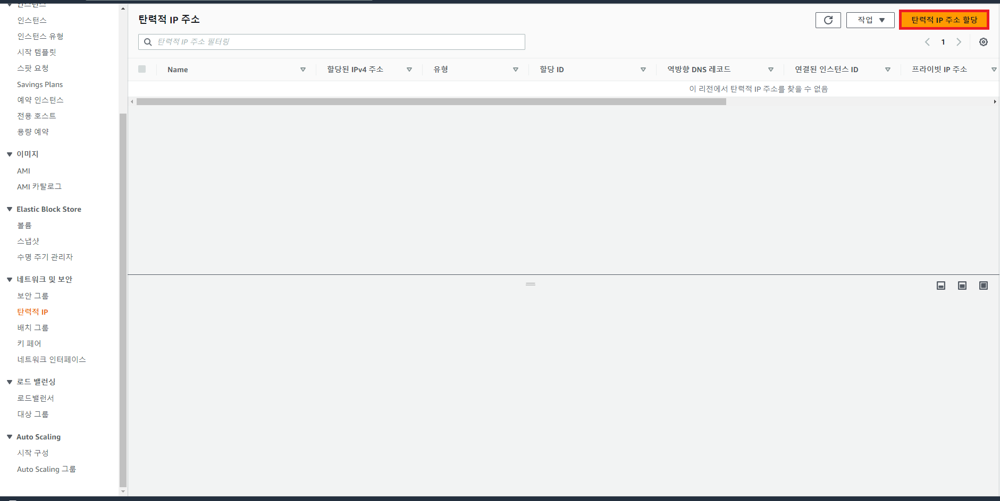 인스턴스
인스턴스
인스턴스 유형
시작 템플릿
스팟 요청
Savings Plans
예약 인스턴스
전용 호스트
용량 예약
이미지
AMI
AMI 카탈로그
Elastic Block Store
볼륨
스냅샷
수명 주기 관리자
네트워크 및 보안
보안 그룹
탄력적 IP
배치 그룹
키 페어
네트워크 인터페이스
로드 밸런싱
로드밸런서
대상 그룹
Auto Scaling
시작 구성
Auto Scaling 그룹
탄력적 IP 주소
작업
탄력적 IP 주소 할당
탄력적 IP 주소 필터링
1
Name 할당된 IPv4 주소 유형 할당 ID 역방향 DNS 레코드 연결된 인스턴스 ID 프라이빗 IP 주소
이 리전에서 탄력적 IP 주소를 찾을 수 없음